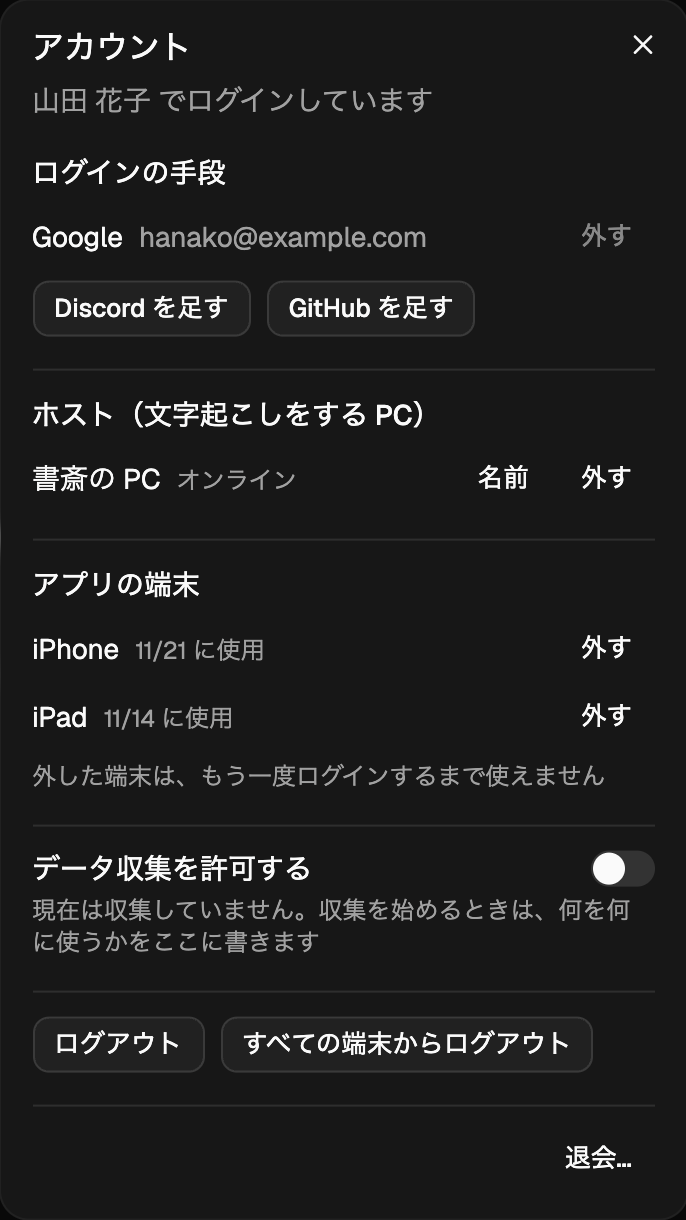 アカウント
山田 花子 でログインしています
ログインの手段
Google hanako@example.com 外す
Discord を足す GitHub を足す
ホスト（文字起こしをする PC）
書斎の PC オンライン 名前 外す
アプリの端末
iPhone 11/21 に使用 外す
iPad 11/14 に使用 外す
外した端末は、もう一度ログインするまで使えません
データ収集を許可する
現在は収集していません。収集を始めるときは、何を何
に使うかをここに書きます
ログアウト すべての端末からログアウト
退会...